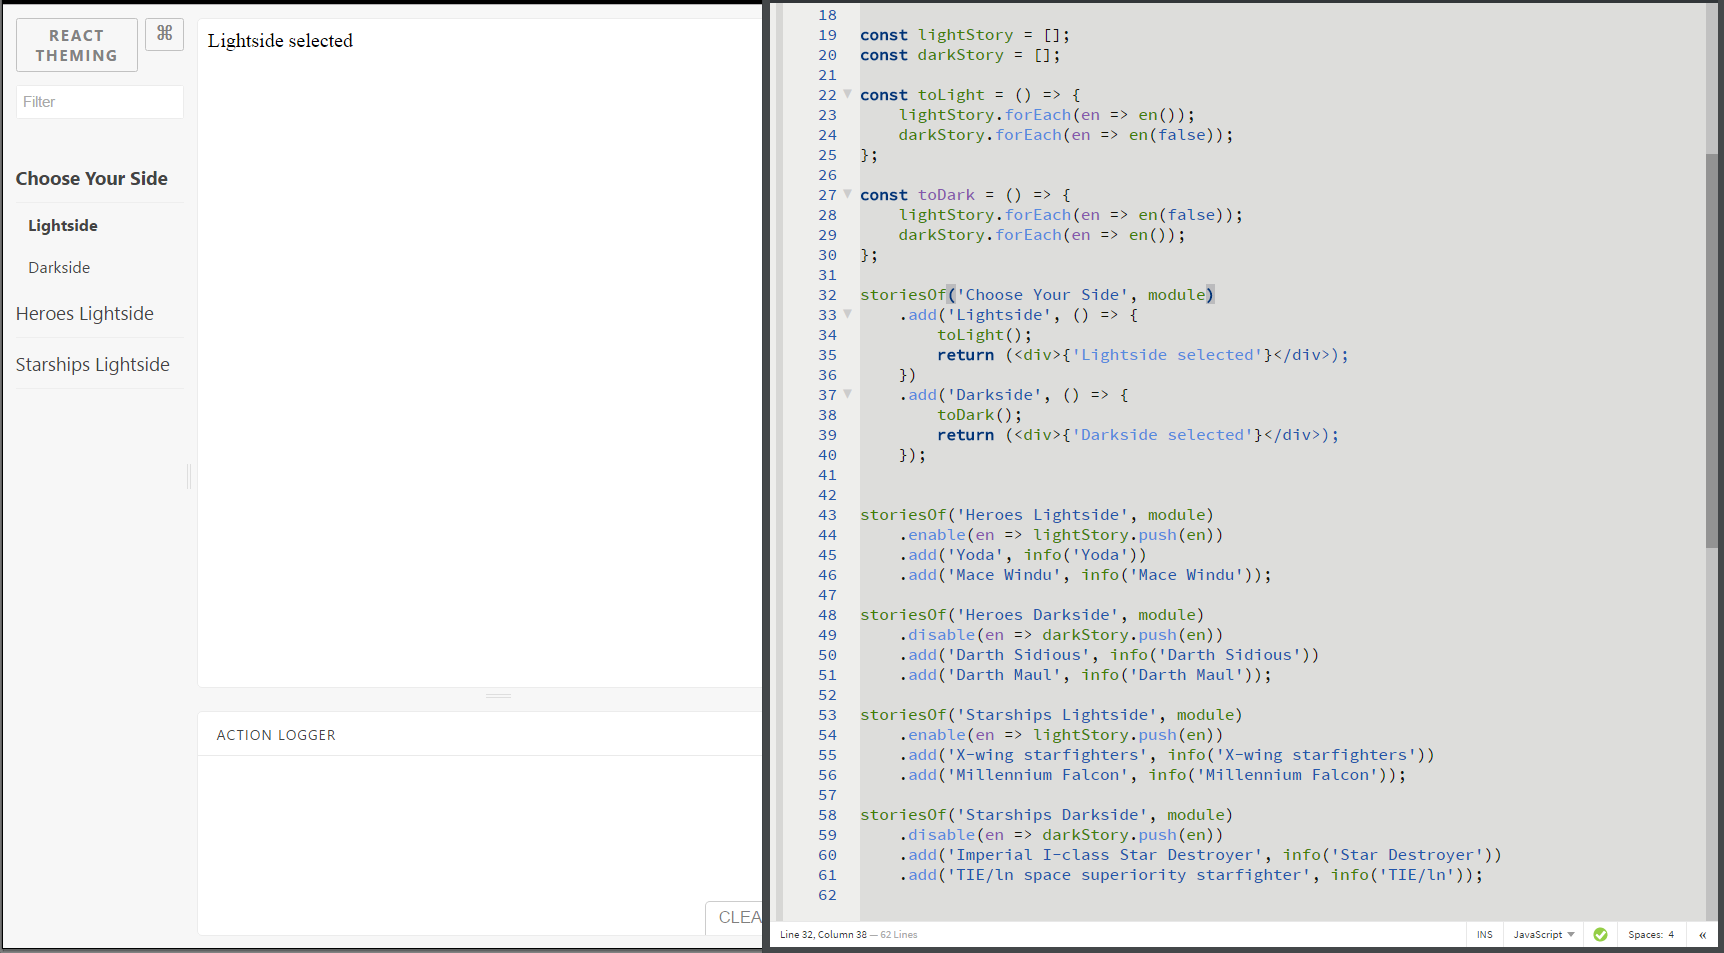 REACT
THEMING
⌘
Filter
Choose Your Side
Lightside
Darkside
Heroes Lightside
Starships Lightside
Lightside selected
ACTION LOGGER
CLEA
18
19 const lightStory = [];
20 const darkStory = [];
21
22 const toLight = () => {
23     lightStory.forEach(en => en());
24     darkStory.forEach(en => en(false));
25 };
26
27 const toDark = () => {
28     lightStory.forEach(en => en(false));
29     darkStory.forEach(en => en());
30 };
31
32 storiesOf('Choose Your Side', module)
33     .add('Lightside', () => {
34         toLight();
35         return (<div>{'Lightside selected'}</div>);
36     })
37     .add('Darkside', () => {
38         toDark();
39         return (<div>{'Darkside selected'}</div>);
40     });
41
42
43 storiesOf('Heroes Lightside', module)
44     .enable(en => lightStory.push(en))
45     .add('Yoda', info('Yoda'))
46     .add('Mace Windu', info('Mace Windu'));
47
48 storiesOf('Heroes Darkside', module)
49     .disable(en => darkStory.push(en))
50     .add('Darth Sidious', info('Darth Sidious'))
51     .add('Darth Maul', info('Darth Maul'));
52
53 storiesOf('Starships Lightside', module)
54     .enable(en => lightStory.push(en))
55     .add('X-wing starfighters', info('X-wing starfighters'))
56     .add('Millennium Falcon', info('Millennium Falcon'));
57
58 storiesOf('Starships Darkside', module)
59     .disable(en => darkStory.push(en))
60     .add('Imperial I-class Star Destroyer', info('Star Destroyer'))
61     .add('TIE/ln space superiority starfighter', info('TIE/ln'));
62
Line 32, Column 38 — 62 Lines
INS
JavaScript
Spaces: 4
«